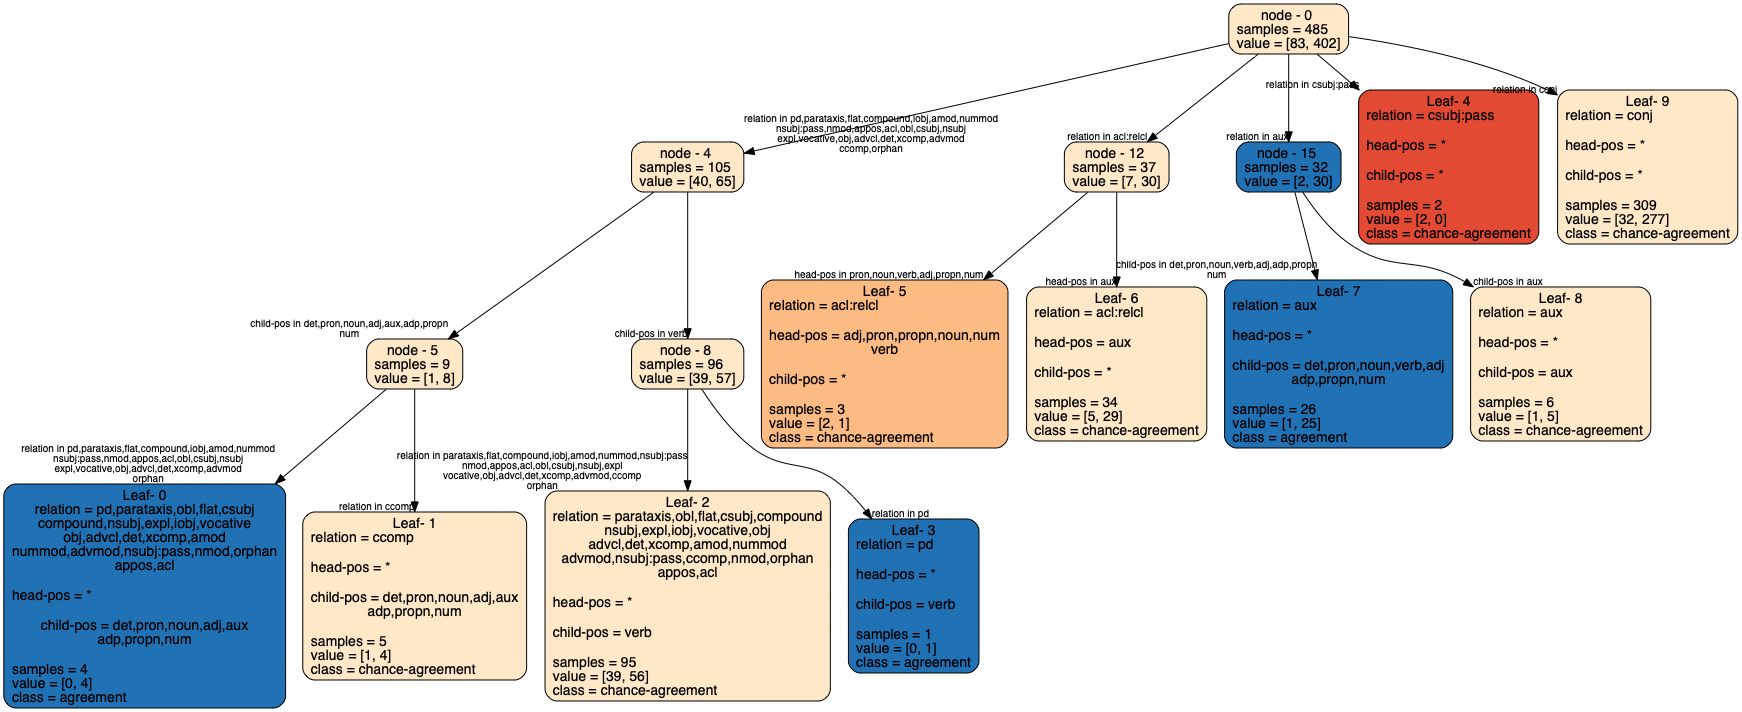 node - 0
samples = 485
value = [83, 402]
relation in pd,parataxis,flat,compound,iobj,amod,nummod
nsubj:pass,nmod,appos,acl,obl,csubj,nsubj
expl,vocative,obj,advcl,det,xcomp,advmod
ccomp,orphan
relation in acl:relcl
relation in aux
relation in csubj:pass
relation in conj
node - 4
samples = 105
value = [40, 65]
node - 12
samples = 37
value = [7, 30]
node - 15
samples = 32
value = [2, 30]
Leaf- 4
relation = csubj:pass
head-pos = *
child-pos = *
samples = 2
value = [2, 0]
class = chance-agreement
Leaf- 9
relation = conj
head-pos = *
child-pos = *
samples = 309
value = [32, 277]
class = chance-agreement
child-pos in det,pron,noun,adj,aux,adp,propn
num
child-pos in verb
head-pos in pron,noun,verb,adj,propn,num
head-pos in aux
child-pos in det,pron,noun,verb,adj,adp,propn
num
child-pos in aux
node - 5
samples = 9
value = [1, 8]
node - 8
samples = 96
value = [39, 57]
Leaf- 5
relation = acl:relcl
head-pos = adj,pron,propn,noun,num
verb
child-pos = *
samples = 3
value = [2, 1]
class = chance-agreement
Leaf- 6
relation = acl:relcl
head-pos = aux
child-pos = *
samples = 34
value = [5, 29]
class = chance-agreement
Leaf- 7
relation = aux
head-pos = *
child-pos = det,pron,noun,verb,adj
adp,propn,num
samples = 26
value = [1, 25]
class = agreement
Leaf- 8
relation = aux
head-pos = *
child-pos = aux
samples = 6
value = [1, 5]
class = chance-agreement
relation in pd,parataxis,flat,compound,iobj,amod,nummod
nsubj:pass,nmod,appos,acl,obl,csubj,nsubj
expl,vocative,obj,advcl,det,xcomp,advmod
orphan
relation in ccomp
relation in parataxis,flat,compound,iobj,amod,nummod,nsubj:pass
nmod,appos,acl,obl,csubj,nsubj,expl
vocative,obj,advcl,det,xcomp,advmod,ccomp
orphan
relation in pd
Leaf- 0
relation = pd,parataxis,obl,flat,csubj
compound,nsubj,expl,iobj,vocative
obj,advcl,det,xcomp,amod
nummod,advmod,nsubj:pass,nmod,orphan
appos,acl
head-pos = *
child-pos = det,pron,noun,adj,aux
adp,propn,num
samples = 4
value = [0, 4]
class = agreement
Leaf- 1
relation = ccomp
head-pos = *
child-pos = det,pron,noun,adj,aux
adp,propn,num
samples = 5
value = [1, 4]
class = chance-agreement
Leaf- 2
relation = parataxis,obl,flat,csubj,compound
nsubj,expl,iobj,vocative,obj
advcl,det,xcomp,amod,nummod
advmod,nsubj:pass,ccomp,nmod,orphan
appos,acl
head-pos = *
child-pos = verb
samples = 95
value = [39, 56]
class = chance-agreement
Leaf- 3
relation = pd
head-pos = *
child-pos = verb
samples = 1
value = [0, 1]
class = agreement